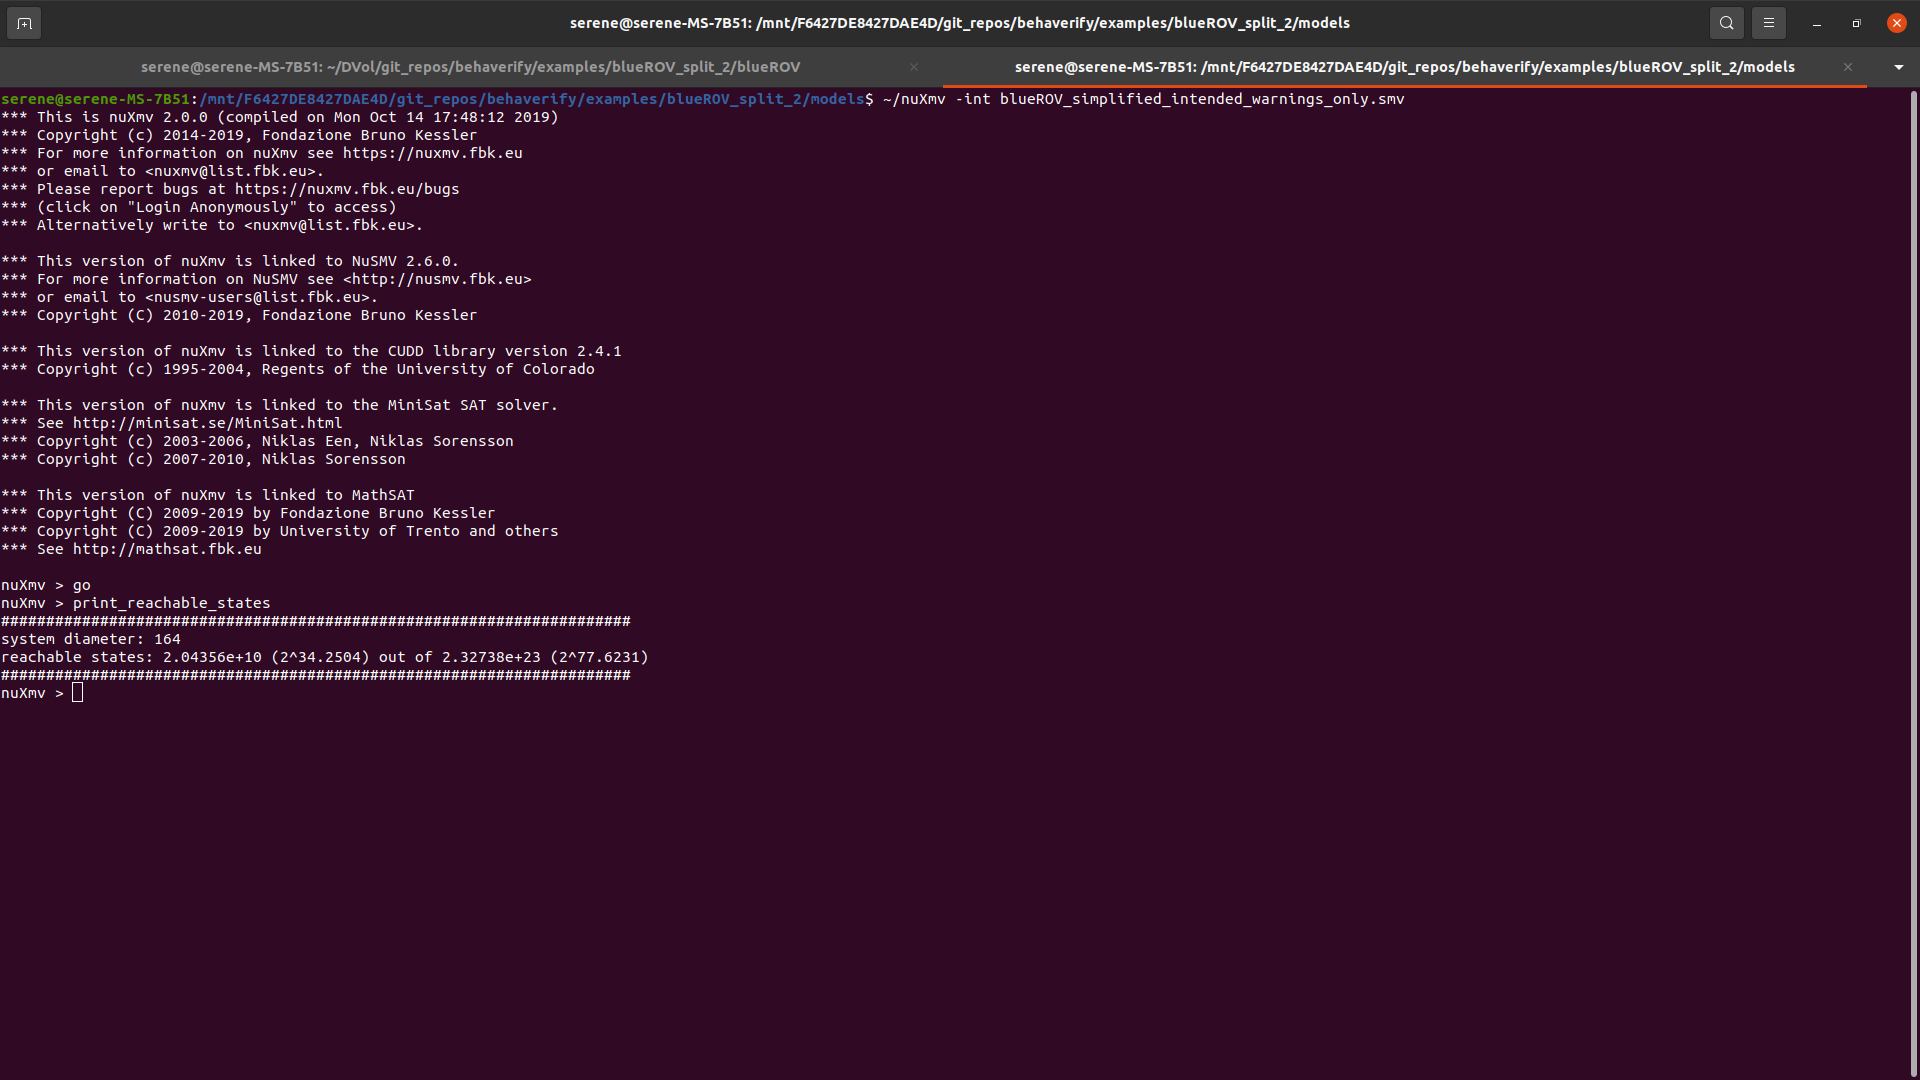 serene@serene-MS-7B51: /mnt/F6427DE8427DAE4D/git_repos/behaverify/examples/blueROV_split_2/models
serene@serene-MS-7B51: ~/DVol/git_repos/behaverify/examples/blueROV_split_2/blueROV
serene@serene-MS-7B51: /mnt/F6427DE8427DAE4D/git_repos/behaverify/examples/blueROV_split_2/models
serene@serene-MS-7B51:/mnt/F6427DE8427DAE4D/git_repos/behaverify/examples/blueROV_split_2/models$ ~/nuXmv -int blueROV_simplified_intended_warnings_only.smv
*** This is nuXmv 2.0.0 (compiled on Mon Oct 14 17:48:12 2019)
*** Copyright (c) 2014-2019, Fondazione Bruno Kessler
*** For more information on nuXmv see https://nuxmv.fbk.eu
*** or email to <nuxmv@list.fbk.eu>.
*** Please report bugs at https://nuxmv.fbk.eu/bugs
*** (click on "Login Anonymously" to access)
*** Alternatively write to <nuxmv@list.fbk.eu>.
*** This version of nuXmv is linked to NuSMV 2.6.0.
*** For more information on NuSMV see <http://nusmv.fbk.eu>
*** or email to <nusmv-users@list.fbk.eu>.
*** Copyright (C) 2010-2019, Fondazione Bruno Kessler
*** This version of nuXmv is linked to the CUDD library version 2.4.1
*** Copyright (c) 1995-2004, Regents of the University of Colorado
*** This version of nuXmv is linked to the MiniSat SAT solver.
*** See http://minisat.se/MiniSat.html
*** Copyright (c) 2003-2006, Niklas Een, Niklas Sorensson
*** Copyright (c) 2007-2010, Niklas Sorensson
*** This version of nuXmv is linked to MathSAT
*** Copyright (C) 2009-2019 by Fondazione Bruno Kessler
*** Copyright (C) 2009-2019 by University of Trento and others
*** See http://mathsat.fbk.eu
nuXmv > go
nuXmv > print_reachable_states
######################################################################
system diameter: 164
reachable states: 2.04356e+10 (2^34.2504) out of 2.32738e+23 (2^77.6231)
######################################################################
nuXmv >